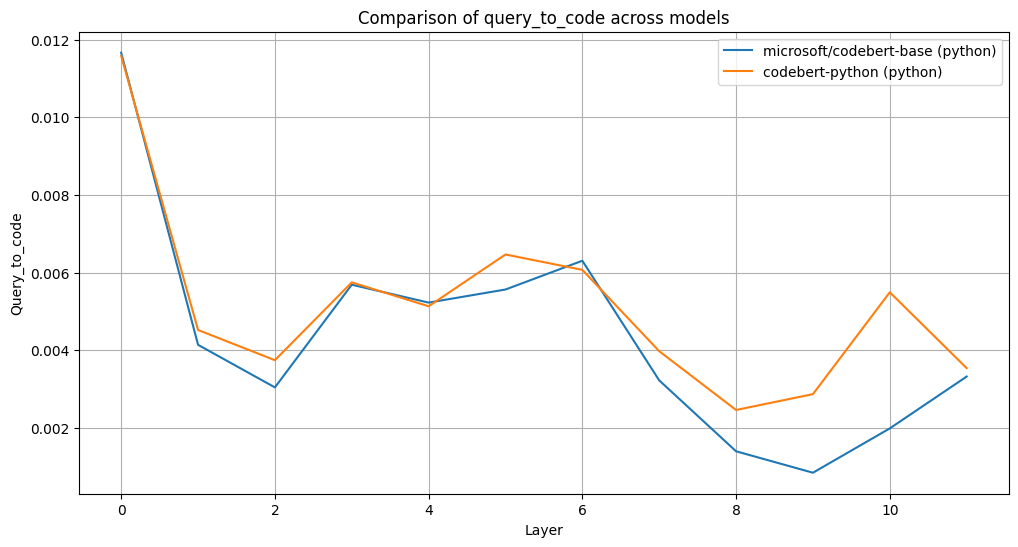 Comparison of query_to_code across models
microsoft/codebert-base (python)
codebert-python (python)
Query_to_code
0.012
0.010
0.008
0.006
0.004
0.002
0 2 4 6 8 10
Layer